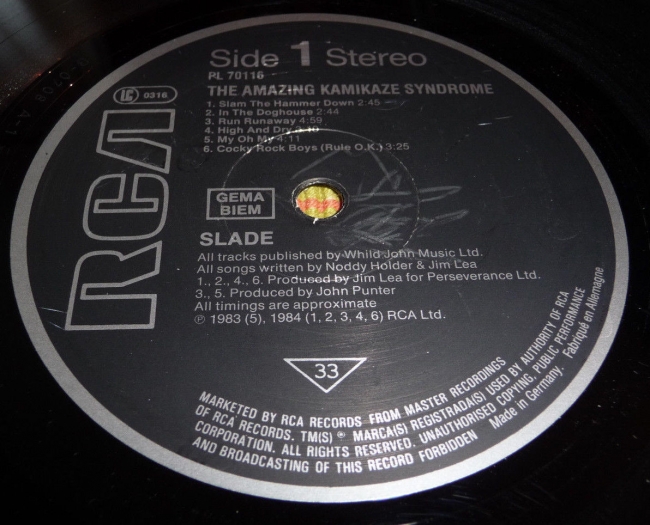 Side 1 Stereo
PL 70116
THE AMAZING KAMIKAZE SYNDROME
LC 0316
1. Slam The Hammer Down 2:45
2. In The Doghouse 2:44
3. Run Runaway 4:59
4. High And Dry 3:10
5. My Oh My 4:11
6. Cocky Rock Boys (Rule O.K.) 3:25
RCA
GEMA
BIEM
SLADE
All tracks published by Whild John Music Ltd.
All songs written by Noddy Holder & Jim Lea
1., 2., 4., 6. Produced by Jim Lea for Perseverance Ltd.
3., 5. Produced by John Punter
All timings are approximate
℗ 1983 (5), 1984 (1, 2, 3, 4, 6) RCA Ltd.
33
MARKETED BY RCA RECORDS FROM MASTER RECORDINGS
OF RCA RECORDS. TM(S) ® MARCA(S) REGISTRADA(S) USED BY AUTHORITY OF RCA
CORPORATION. ALL RIGHTS RESERVED. UNAUTHORISED COPYING, PUBLIC PERFORMANCE
AND BROADCASTING OF THIS RECORD FORBIDDEN Made in Germany. Fabriqué en Allemagne